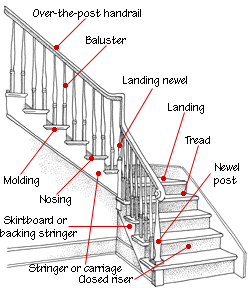 Over-the-post handrail
Baluster
Landing newel
Landing
Tread
Newel
post
Molding
Nosing
Skirtboard or
backing stringer
Stringer or carriage
Closed riser